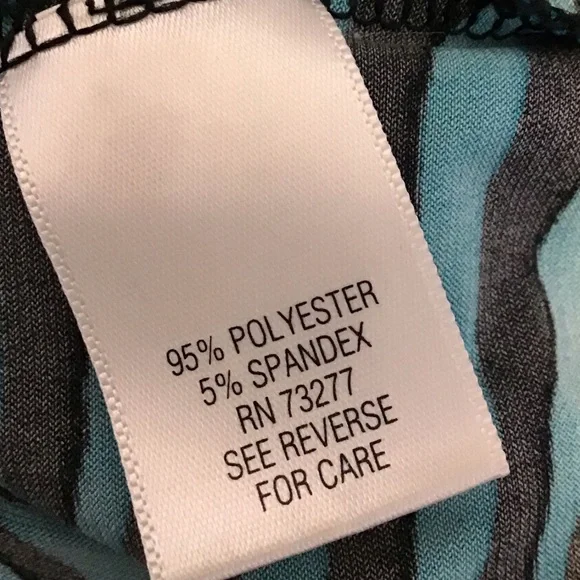 95% POLYESTER
5% SPANDEX
RN 73277
SEE REVERSE
FOR CARE